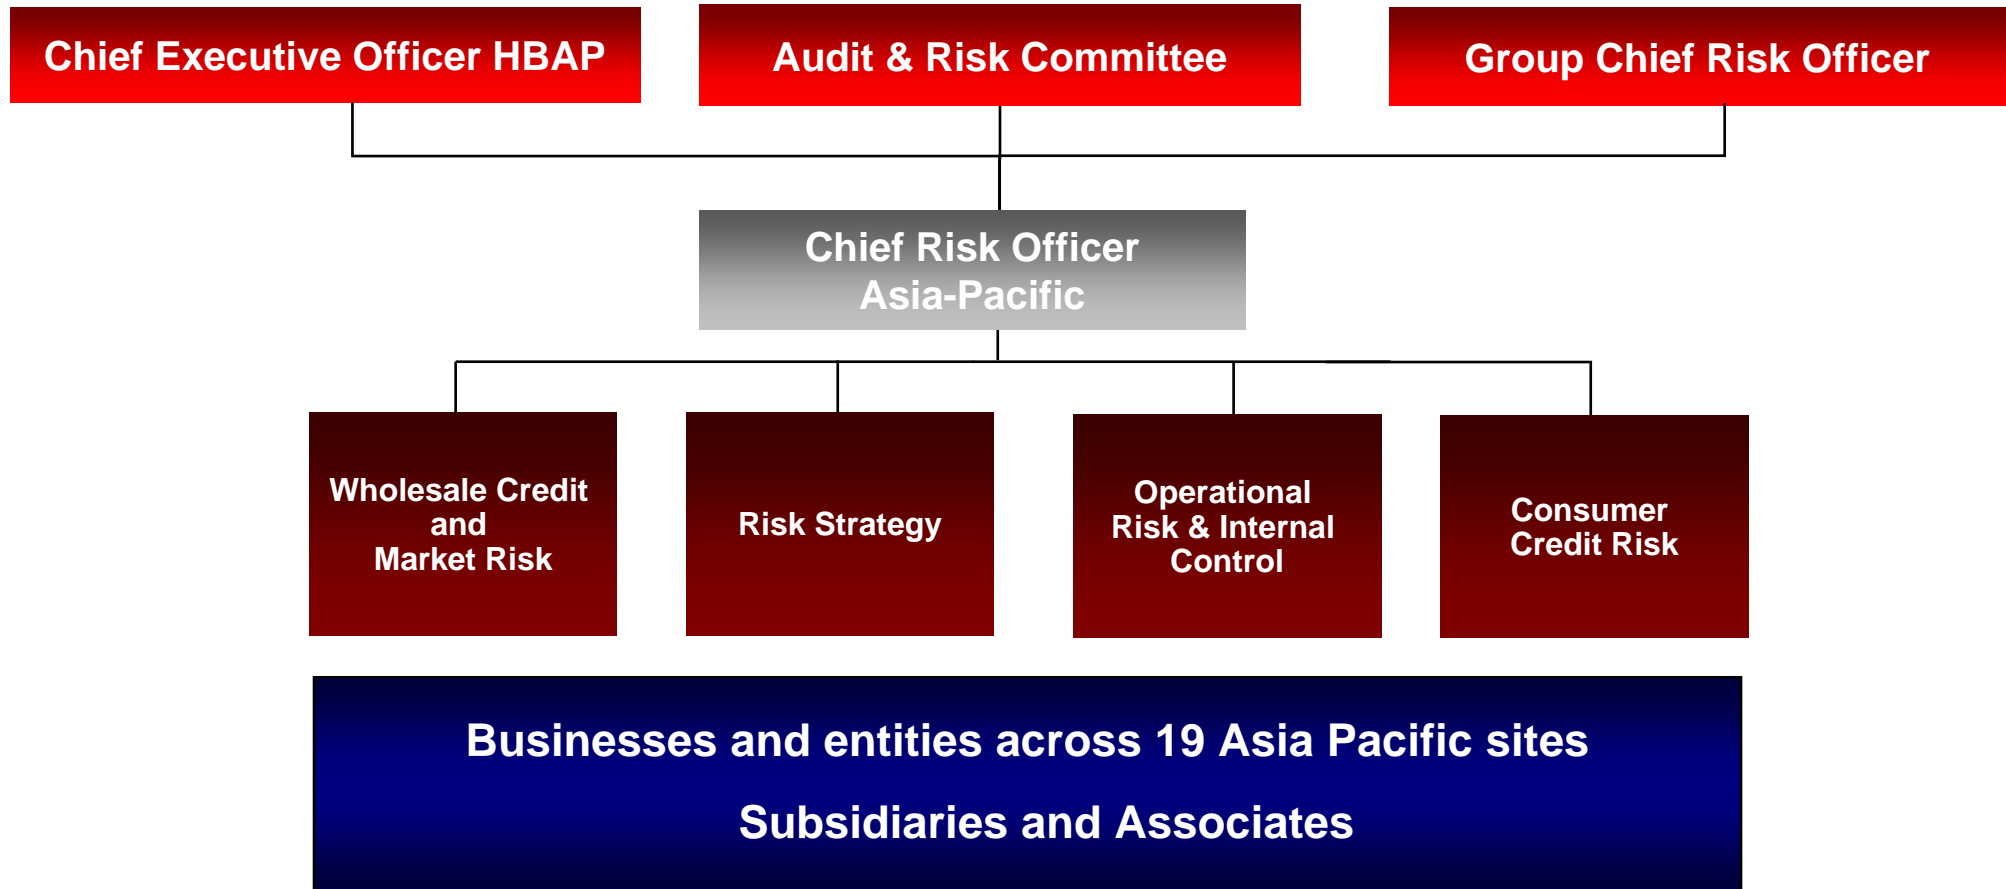 Chief Executive Officer HBAP
Audit & Risk Committee
Group Chief Risk Officer
Chief Risk Officer
Asia-Pacific
Wholesale Credit
and
Market Risk
Risk Strategy
Operational
Risk & Internal
Control
Consumer
Credit Risk
Businesses and entities across 19 Asia Pacific sites
Subsidiaries and Associates